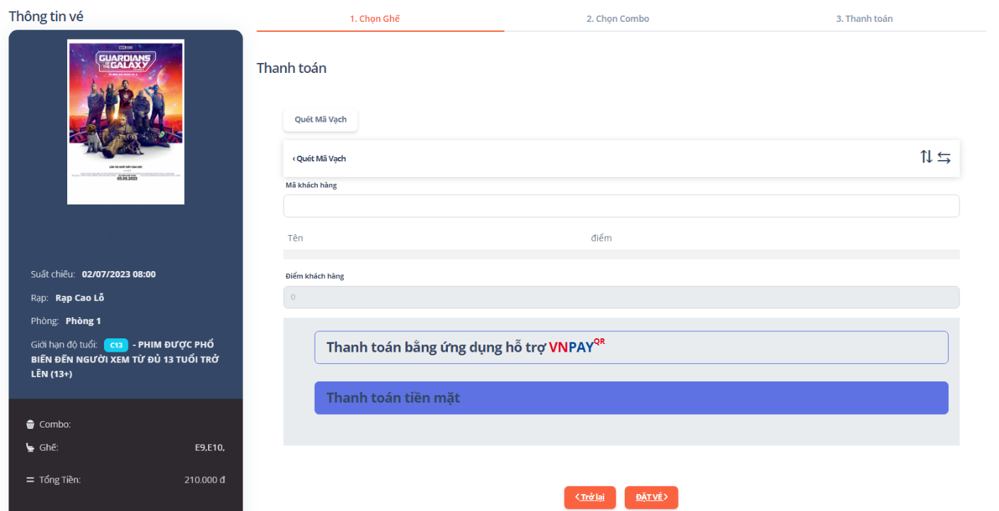 Thông tin vé
1. Chọn Ghế
2. Chọn Combo
3. Thanh toán
GUARDIANS
OF THE GALAXY
03.05.2023
Suất chiếu: 02/07/2023 08:00
Rạp: Rạp Cao Lỗ
Phòng: Phòng 1
Giới hạn độ tuổi: C13 - PHIM ĐƯỢC PHỔ
BIẾN ĐẾN NGƯỜI XEM TỪ ĐỦ 13 TUỔI TRỞ
LÊN (13+)
Combo:
Ghế: E9,E10,
Tổng Tiền: 210.000 đ
Thanh toán
Quét Mã Vạch
‹ Quét Mã Vạch
Mã khách hàng
Tên điểm
Điểm khách hàng
0
Thanh toán bằng ứng dụng hỗ trợ VNPAYQR
Thanh toán tiền mặt
Trở lại
ĐẶT VÉ